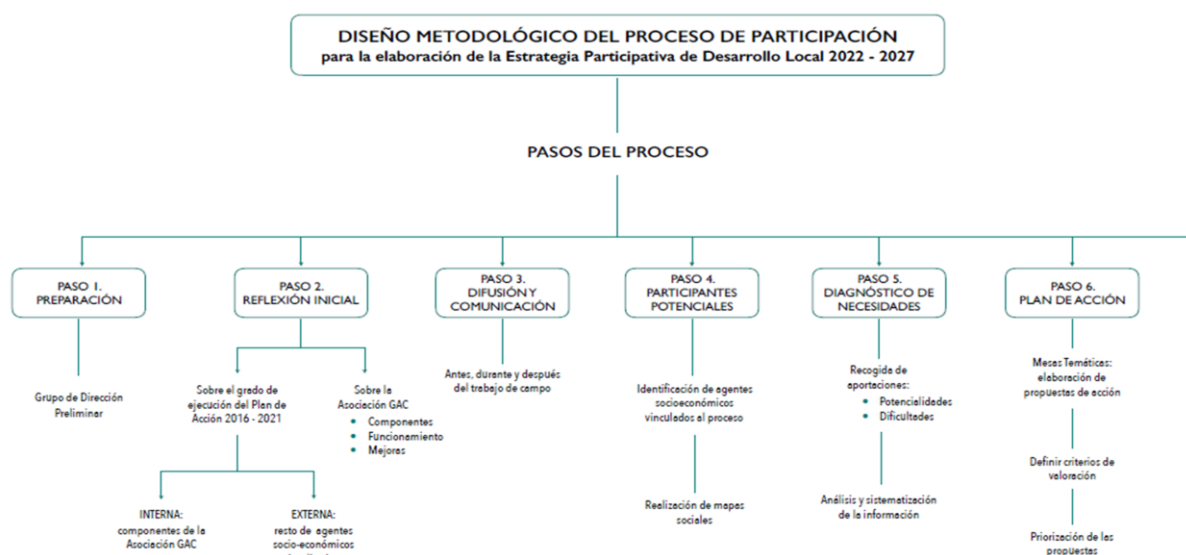 DISEÑO METODOLÓGICO DEL PROCESO DE PARTICIPACIÓN
para la elaboración de la Estrategia Participativa de Desarrollo Local 2022 - 2027
PASOS DEL PROCESO
PASO 1.
PREPARACIÓN
Grupo de Dirección
Preliminar
PASO 2.
REFLEXIÓN INICIAL
Sobre el grado de
ejecución del Plan de
Acción 2016 - 2021
INTERNA:
componentes de la
Asociación GAC
EXTERNA:
resto de agentes
socio-económicos
Sobre la
Asociación GAC
• Componentes
• Funcionamiento
• Mejoras
PASO 3.
DIFUSIÓN Y
COMUNICACIÓN
Antes, durante y después
del trabajo de campo
PASO 4.
PARTICIPANTES
POTENCIALES
Identificación de agentes
socioeconómicos
vinculados al proceso
Realización de mapas
sociales
PASO 5.
DIAGNÓSTICO DE
NECESIDADES
Recogida de
aportaciones:
• Potencialidades
• Dificultades
Análisis y sistematización
de la información
PASO 6.
PLAN DE ACCIÓN
Mesas Temáticas:
elaboración de
propuestas de acción
Definir criterios de
valoración
Priorización de las
propuestas